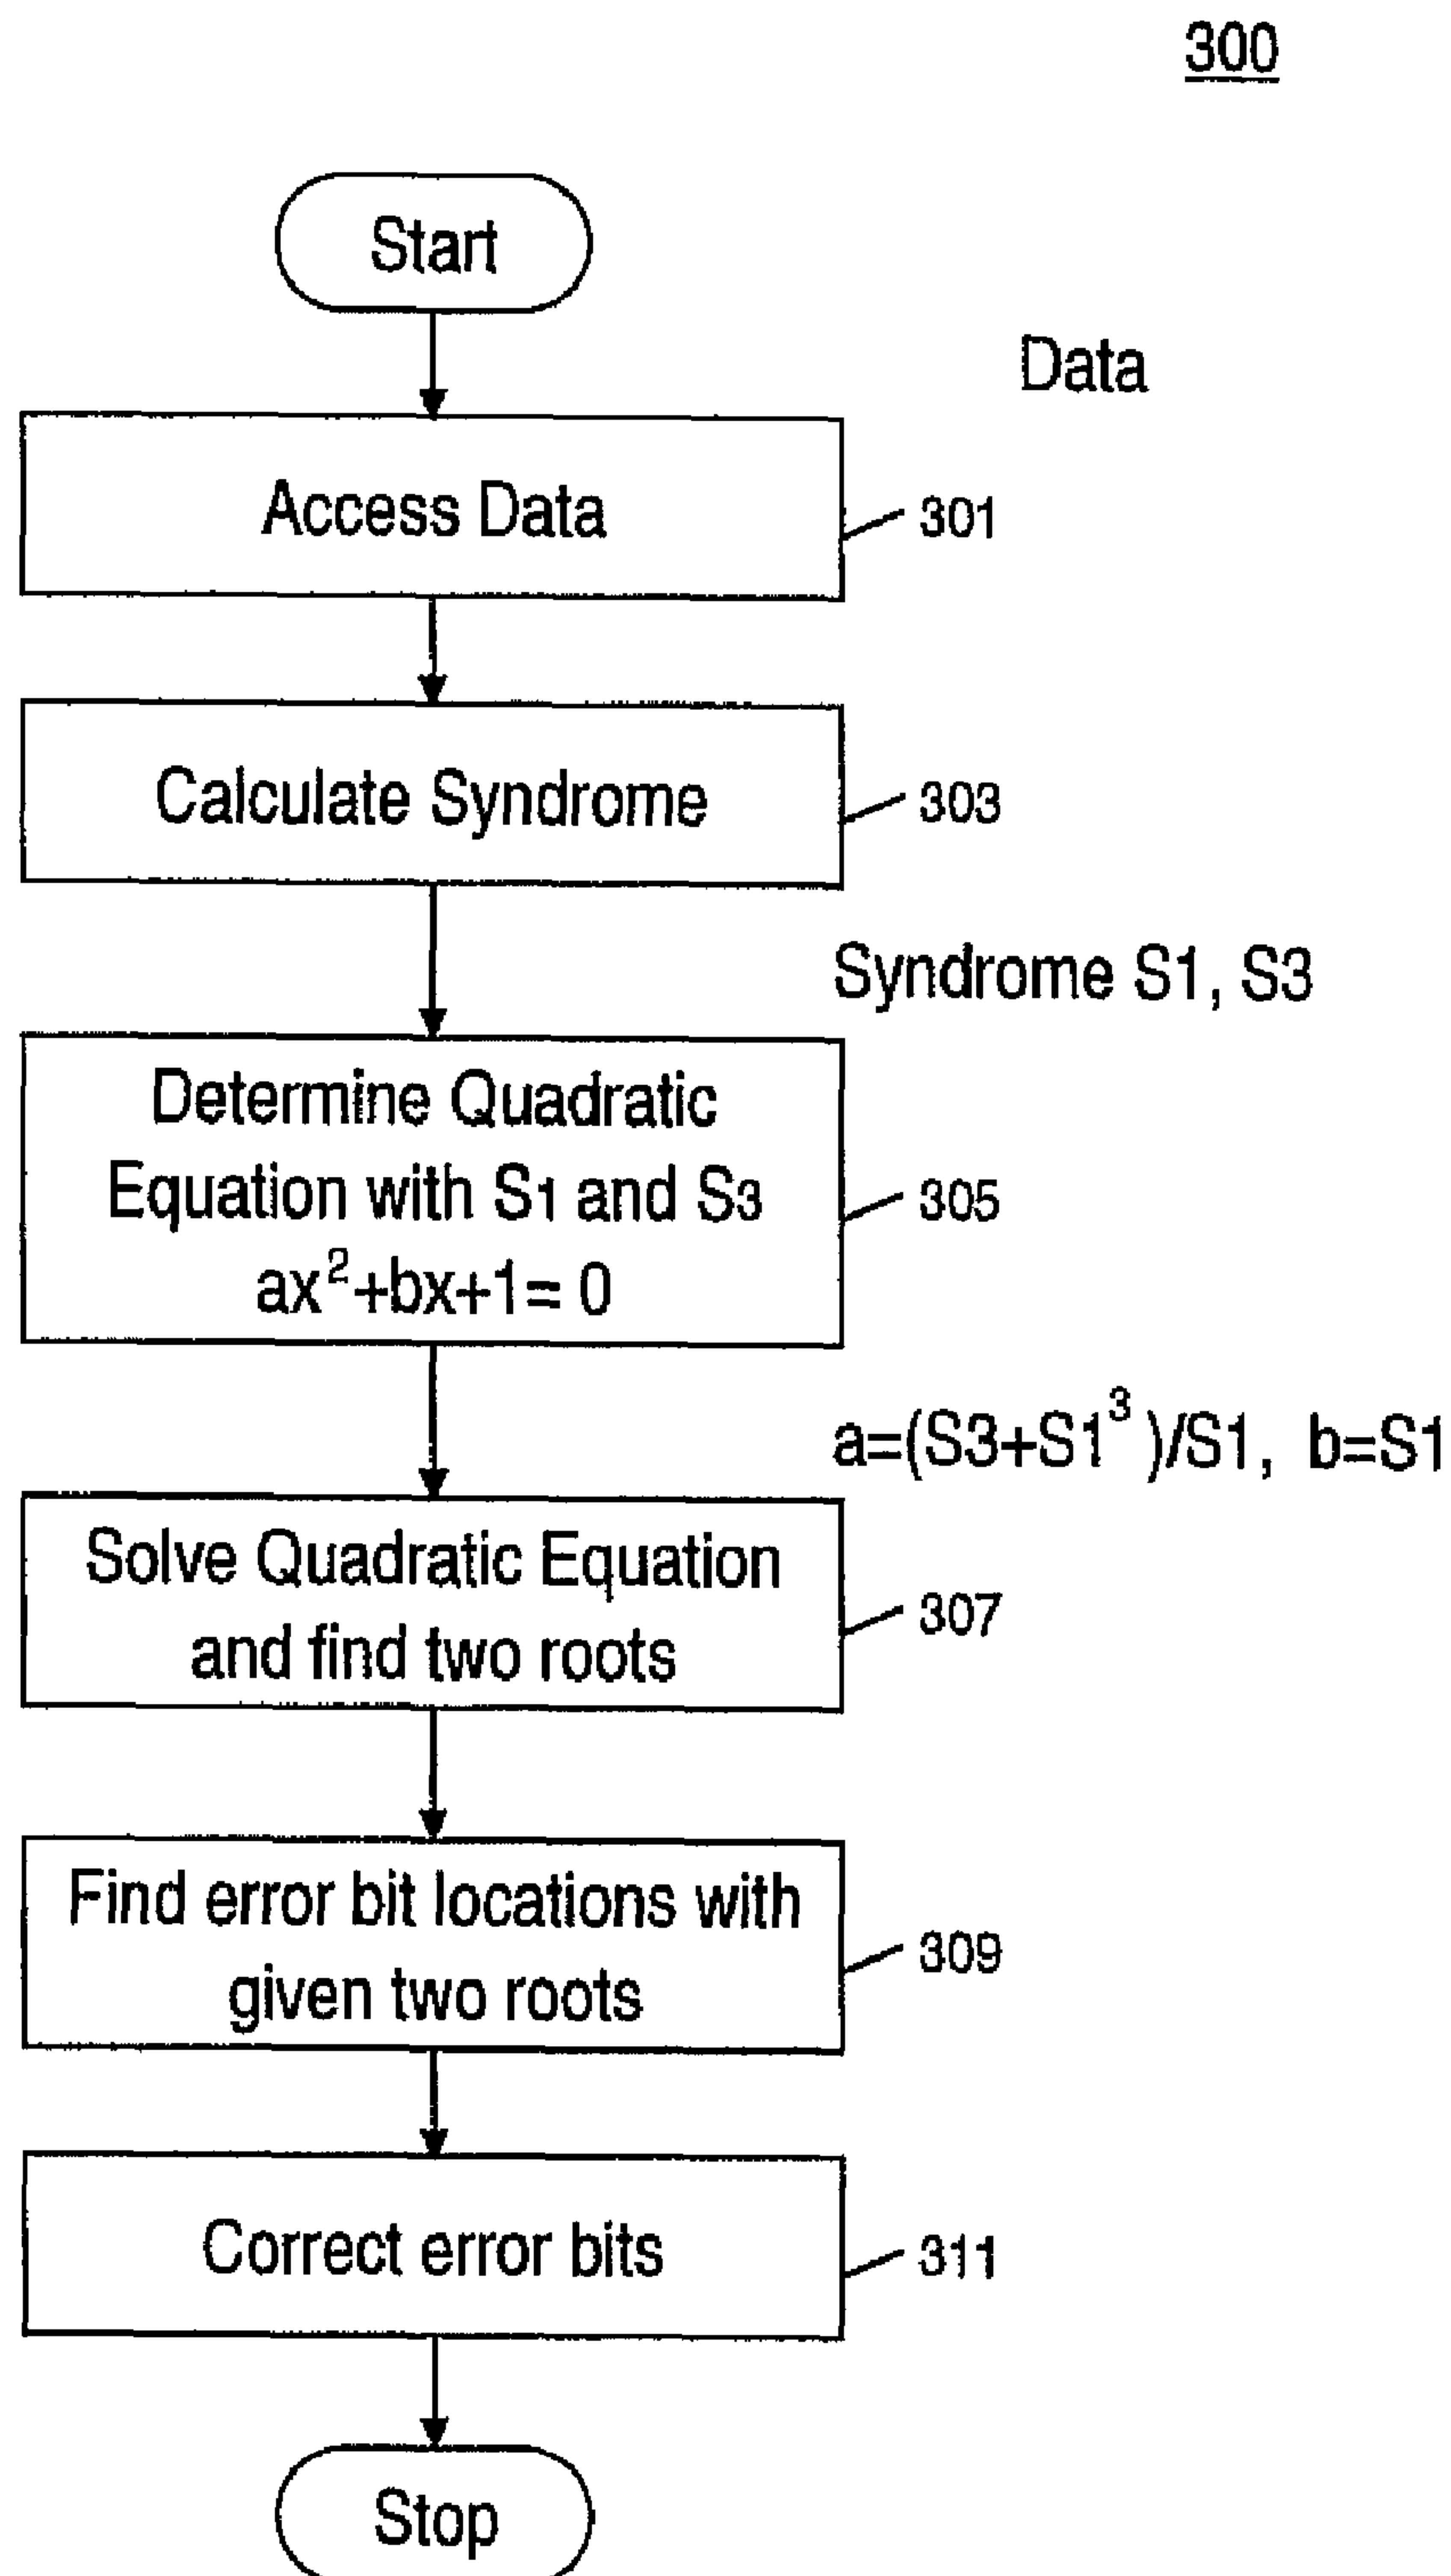 300
Start
Data
Access Data
301
Calculate Syndrome
303
Syndrome S1, S3
Determine Quadratic
Equation with S1 and S3
ax²+bx+1= 0
305
a=(S3+S1³)/S1, b=S1
Solve Quadratic Equation
and find two roots
307
Find error bit locations with
given two roots
309
Correct error bits
311
Stop